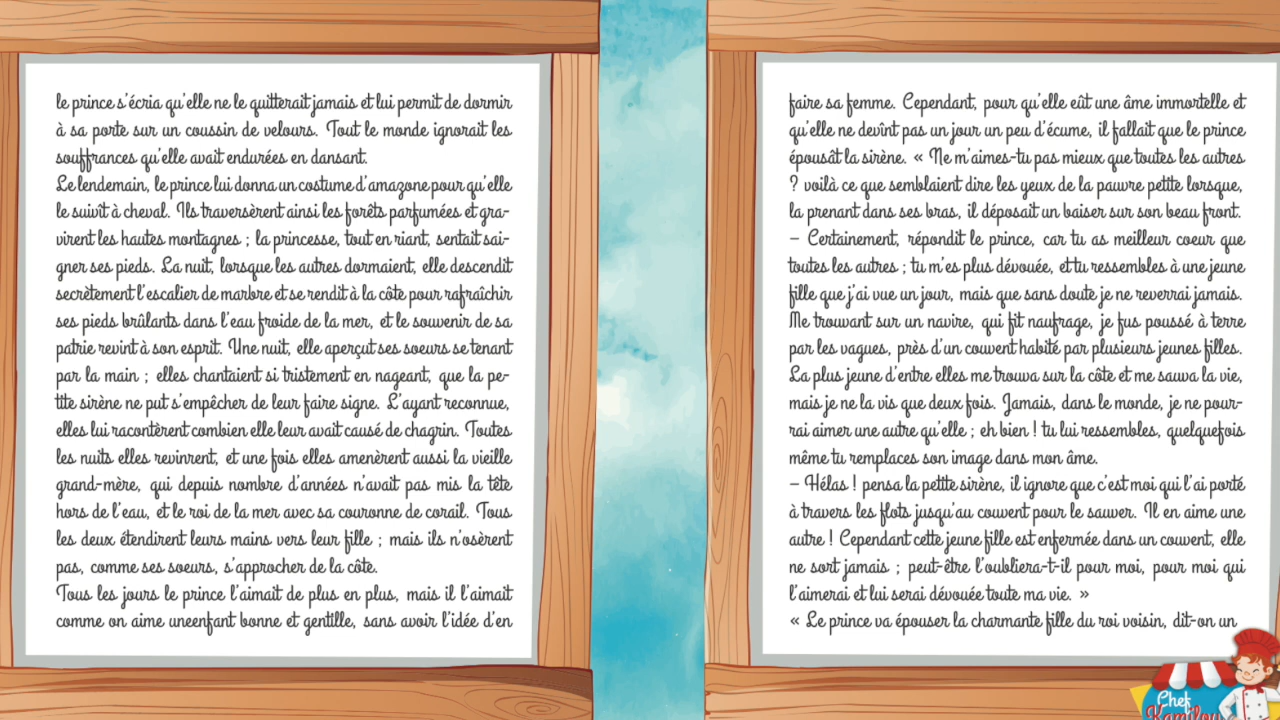 le prince s'écria qu'elle ne le quitterait jamais et lui permit de dormir
à sa porte sur un coussin de velours. Tout le monde ignorait les
souffrances qu'elle avait endurées en dansant.
Le lendemain, le prince lui donna un costume d'amazone pour qu'elle
le suivît à cheval. Ils traversèrent ainsi les forêts parfumées et gra-
virent les hautes montagnes ; la princesse, tout en riant, sentait sai-
gner ses pieds. La nuit, lorsque les autres dormaient, elle descendit
secrètement l'escalier de marbre et se rendit à la côte pour rafraîchir
ses pieds brûlants dans l'eau froide de la mer, et le souvenir de sa
patrie revint à son esprit. Une nuit, elle aperçut ses soeurs se tenant
par la main ; elles chantaient si tristement en nageant, que la pe-
tite sirène ne put s'empêcher de leur faire signe. L'ayant reconnue,
elles lui racontèrent combien elle leur avait causé de chagrin. Toutes
les nuits elles revinrent, et une fois elles amenèrent aussi la vieille
grand-mère, qui depuis nombre d'années n'avait pas mis la tête
hors de l'eau, et le roi de la mer avec sa couronne de corail. Tous
les deux étendirent leurs mains vers leur fille ; mais ils n'osèrent
pas, comme ses soeurs, s'approcher de la côte.
Tous les jours le prince l'aimait de plus en plus, mais il l'aimait
comme on aime uneenfant bonne et gentille, sans avoir l'idée d'en
faire sa femme. Cependant, pour qu'elle eût une âme immortelle et
qu'elle ne devînt pas un jour un peu d'écume, il fallait que le prince
épousât la sirène. « Ne m'aimes-tu pas mieux que toutes les autres
? voilà ce que semblaient dire les yeux de la pauvre petite lorsque,
la prenant dans ses bras, il déposait un baiser sur son beau front.
– Certainement, répondit le prince, car tu as meilleur coeur que
toutes les autres ; tu m'es plus dévouée, et tu ressembles à une jeune
fille que j'ai vue un jour, mais que sans doute je ne reverrai jamais.
Me trouvant sur un navire, qui fit naufrage, je fus poussé à terre
par les vagues, près d'un couvent habité par plusieurs jeunes filles.
La plus jeune d'entre elles me trouva sur la côte et me sauva la vie,
mais je ne la vis que deux fois. Jamais, dans le monde, je ne pour-
rai aimer une autre qu'elle ; eh bien ! tu lui ressembles, quelquefois
même tu remplaces son image dans mon âme.
– Hélas ! pensa la petite sirène, il ignore que c'est moi qui l'ai porté
à travers les flots jusqu'au couvent pour le sauver. Il en aime une
autre ! Cependant cette jeune fille est enfermée dans un couvent, elle
ne sort jamais ; peut-être l'oubliera-t-il pour moi, pour moi qui
l'aimerai et lui serai dévouée toute ma vie. »
« Le prince va épouser la charmante fille du roi voisin, dit-on un
Chef